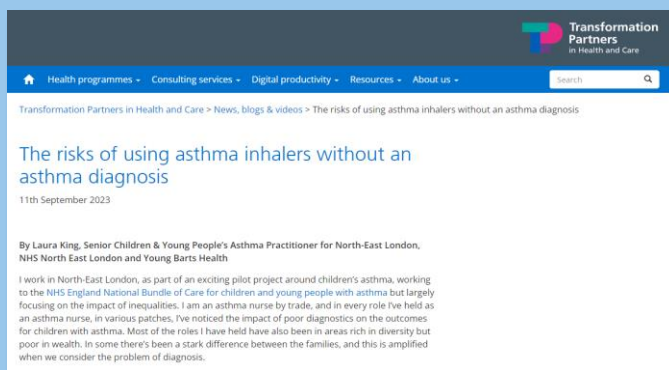 Transformation
Partners
in Health and Care
Health programmes Consulting services Digital productivity Resources About us Search
Transformation Partners in Health and Care > News, blogs & videos > The risks of using asthma inhalers without an asthma diagnosis
The risks of using asthma inhalers without an
asthma diagnosis
11th September 2023
By Laura King, Senior Children & Young People's Asthma Practitioner for North-East London,
NHS North East London and Young Barts Health
I work in North-East London, as part of an exciting pilot project around children's asthma, working
to the NHS England National Bundle of Care for children and young people with asthma but largely
focusing on the impact of inequalities. I am an asthma nurse by trade, and in every role I've held as
an asthma nurse, in various patches, I've noticed the impact of poor diagnostics on the outcomes
for children with asthma. Most of the roles I have held have also been in areas rich in diversity but
poor in wealth. In some there's been a stark difference between the families, and this is amplified
when we consider the problem of diagnosis.